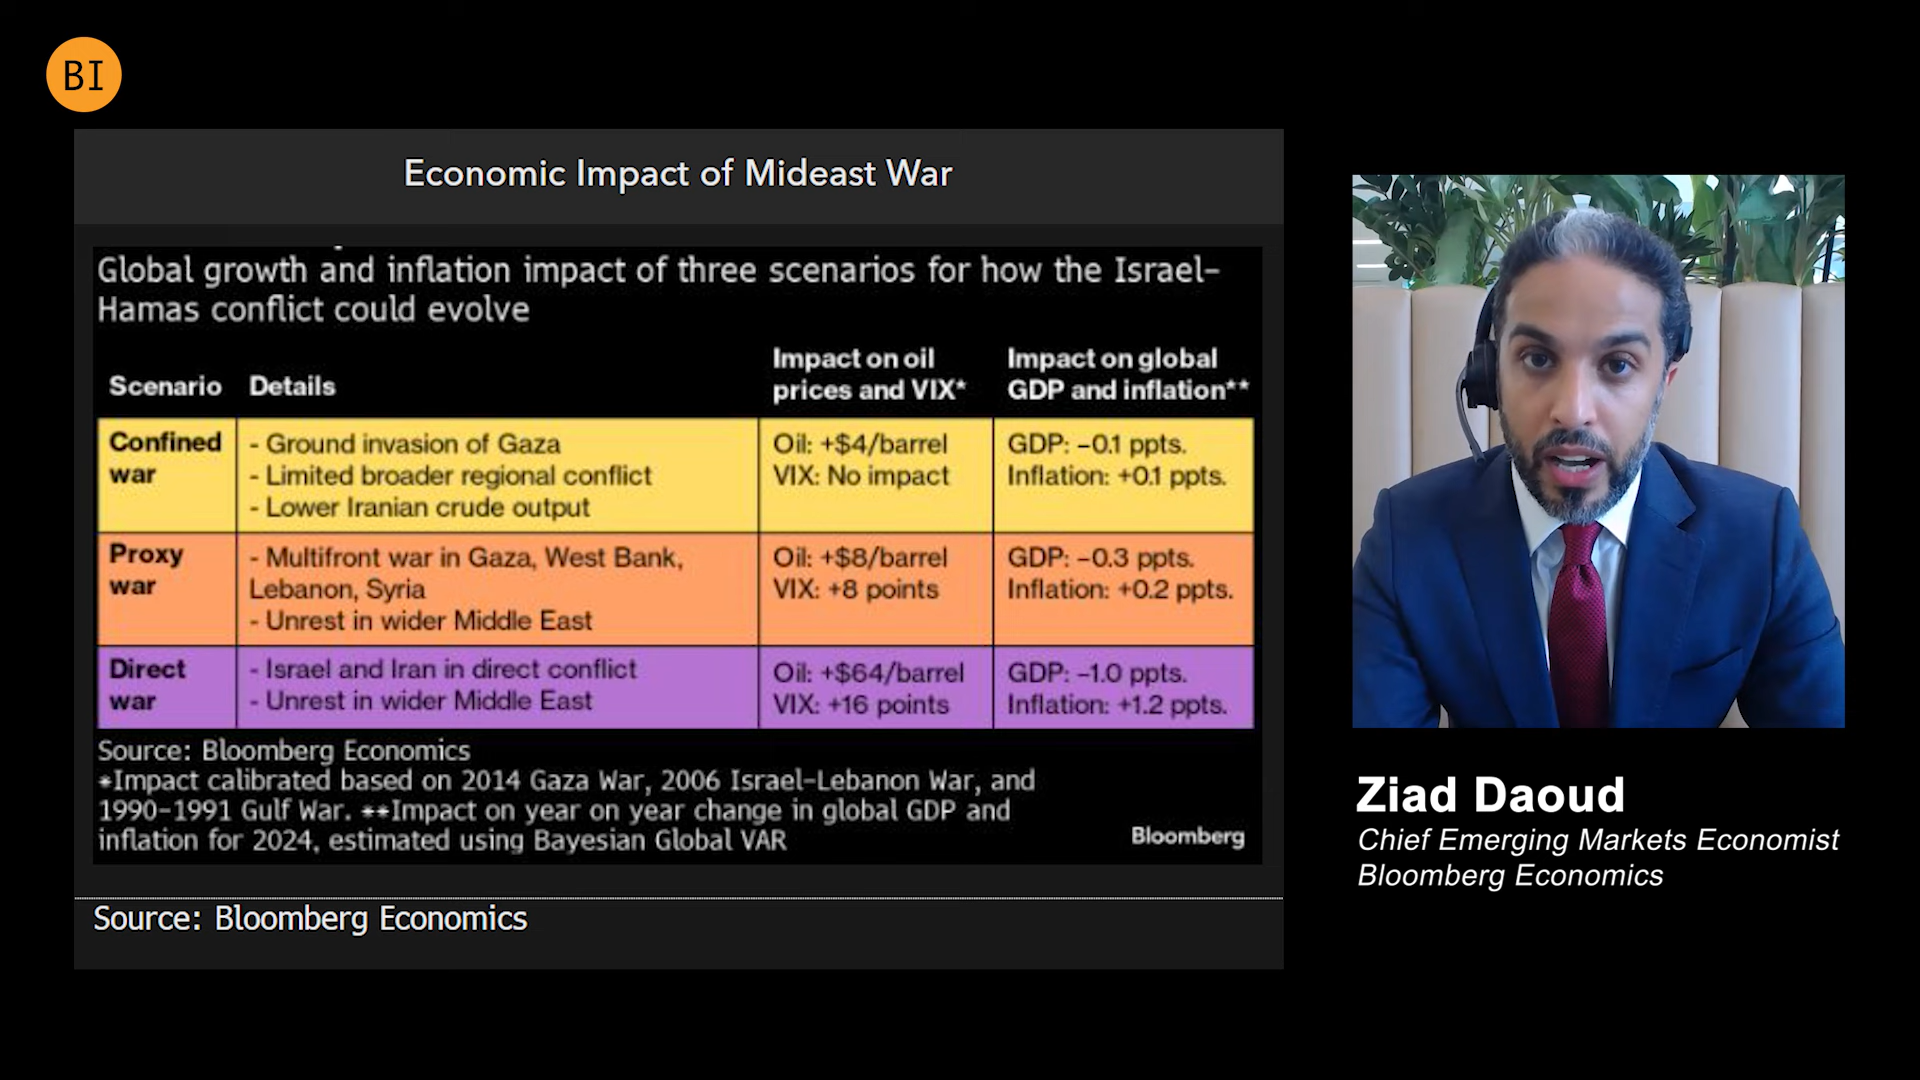 BI
Economic Impact of Mideast War
Global growth and inflation impact of three scenarios for how the Israel-
Hamas conflict could evolve
Scenario
Details
Impact on oil
prices and VIX*
Impact on global
GDP and inflation**
Confined
war
- Ground invasion of Gaza
- Limited broader regional conflict
- Lower Iranian crude output
Oil: +$4/barrel
VIX: No impact
GDP: -0.1 ppts.
Inflation: +0.1 ppts.
Proxy
war
- Multifront war in Gaza, West Bank,
Lebanon, Syria
- Unrest in wider Middle East
Oil: +$8/barrel
VIX: +8 points
GDP: -0.3 ppts.
Inflation: +0.2 ppts.
Direct
war
- Israel and Iran in direct conflict
- Unrest in wider Middle East
Oil: +$64/barrel
VIX: +16 points
GDP: -1.0 ppts.
Inflation: +1.2 ppts.
Source: Bloomberg Economics
*Impact calibrated based on 2014 Gaza War, 2006 Israel-Lebanon War, and
1990-1991 Gulf War. **Impact on year on year change in global GDP and
inflation for 2024, estimated using Bayesian Global VAR
Bloomberg
Source: Bloomberg Economics
Ziad Daoud
Chief Emerging Markets Economist
Bloomberg Economics